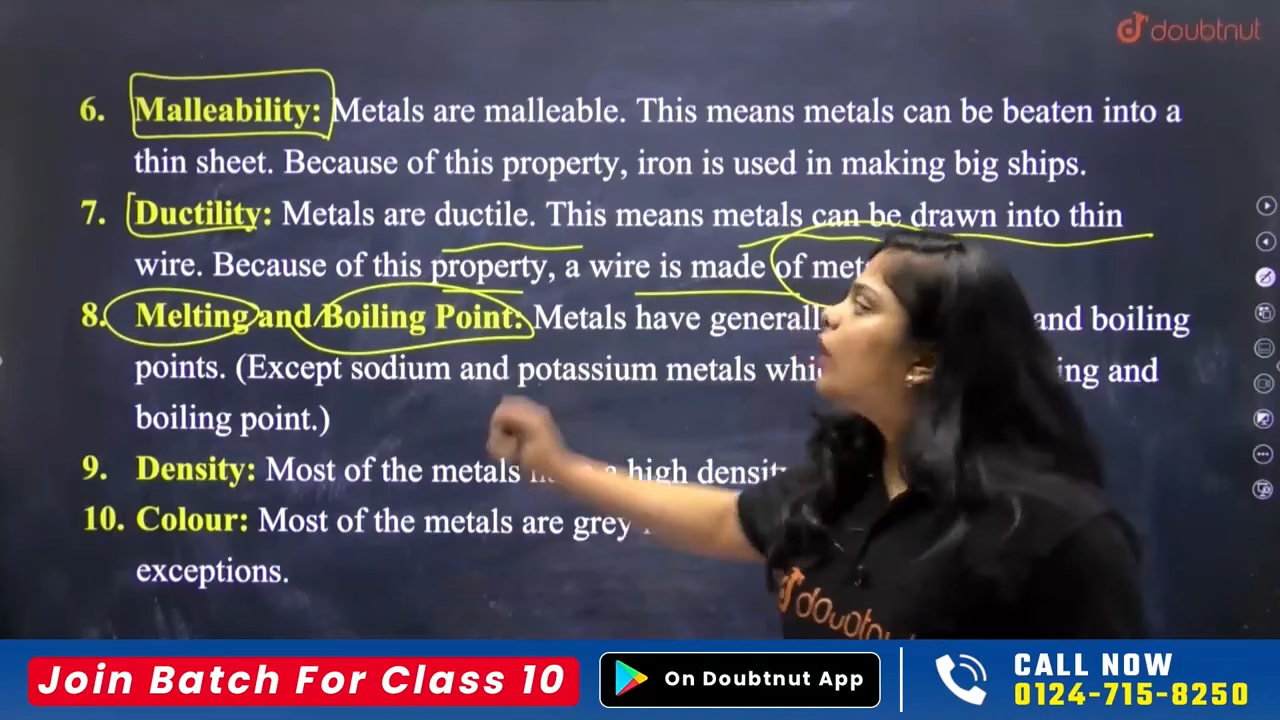 doubtnut
6. Malleability: Metals are malleable. This means metals can be beaten into a
thin sheet. Because of this property, iron is used in making big ships.
7. Ductility: Metals are ductile. This means metals can be drawn into thin
wire. Because of this property, a wire is made of
8. Melting and Boiling Point: Metals have and boiling
points. (Except sodium and potassium metals and
boiling point.)
9. Density: Most of the metals high
10. Colour: Most of the metals are grey
exceptions.
doubtnut
Join Batch For Class 10
On Doubtnut App
CALL NOW
0124-715-8250